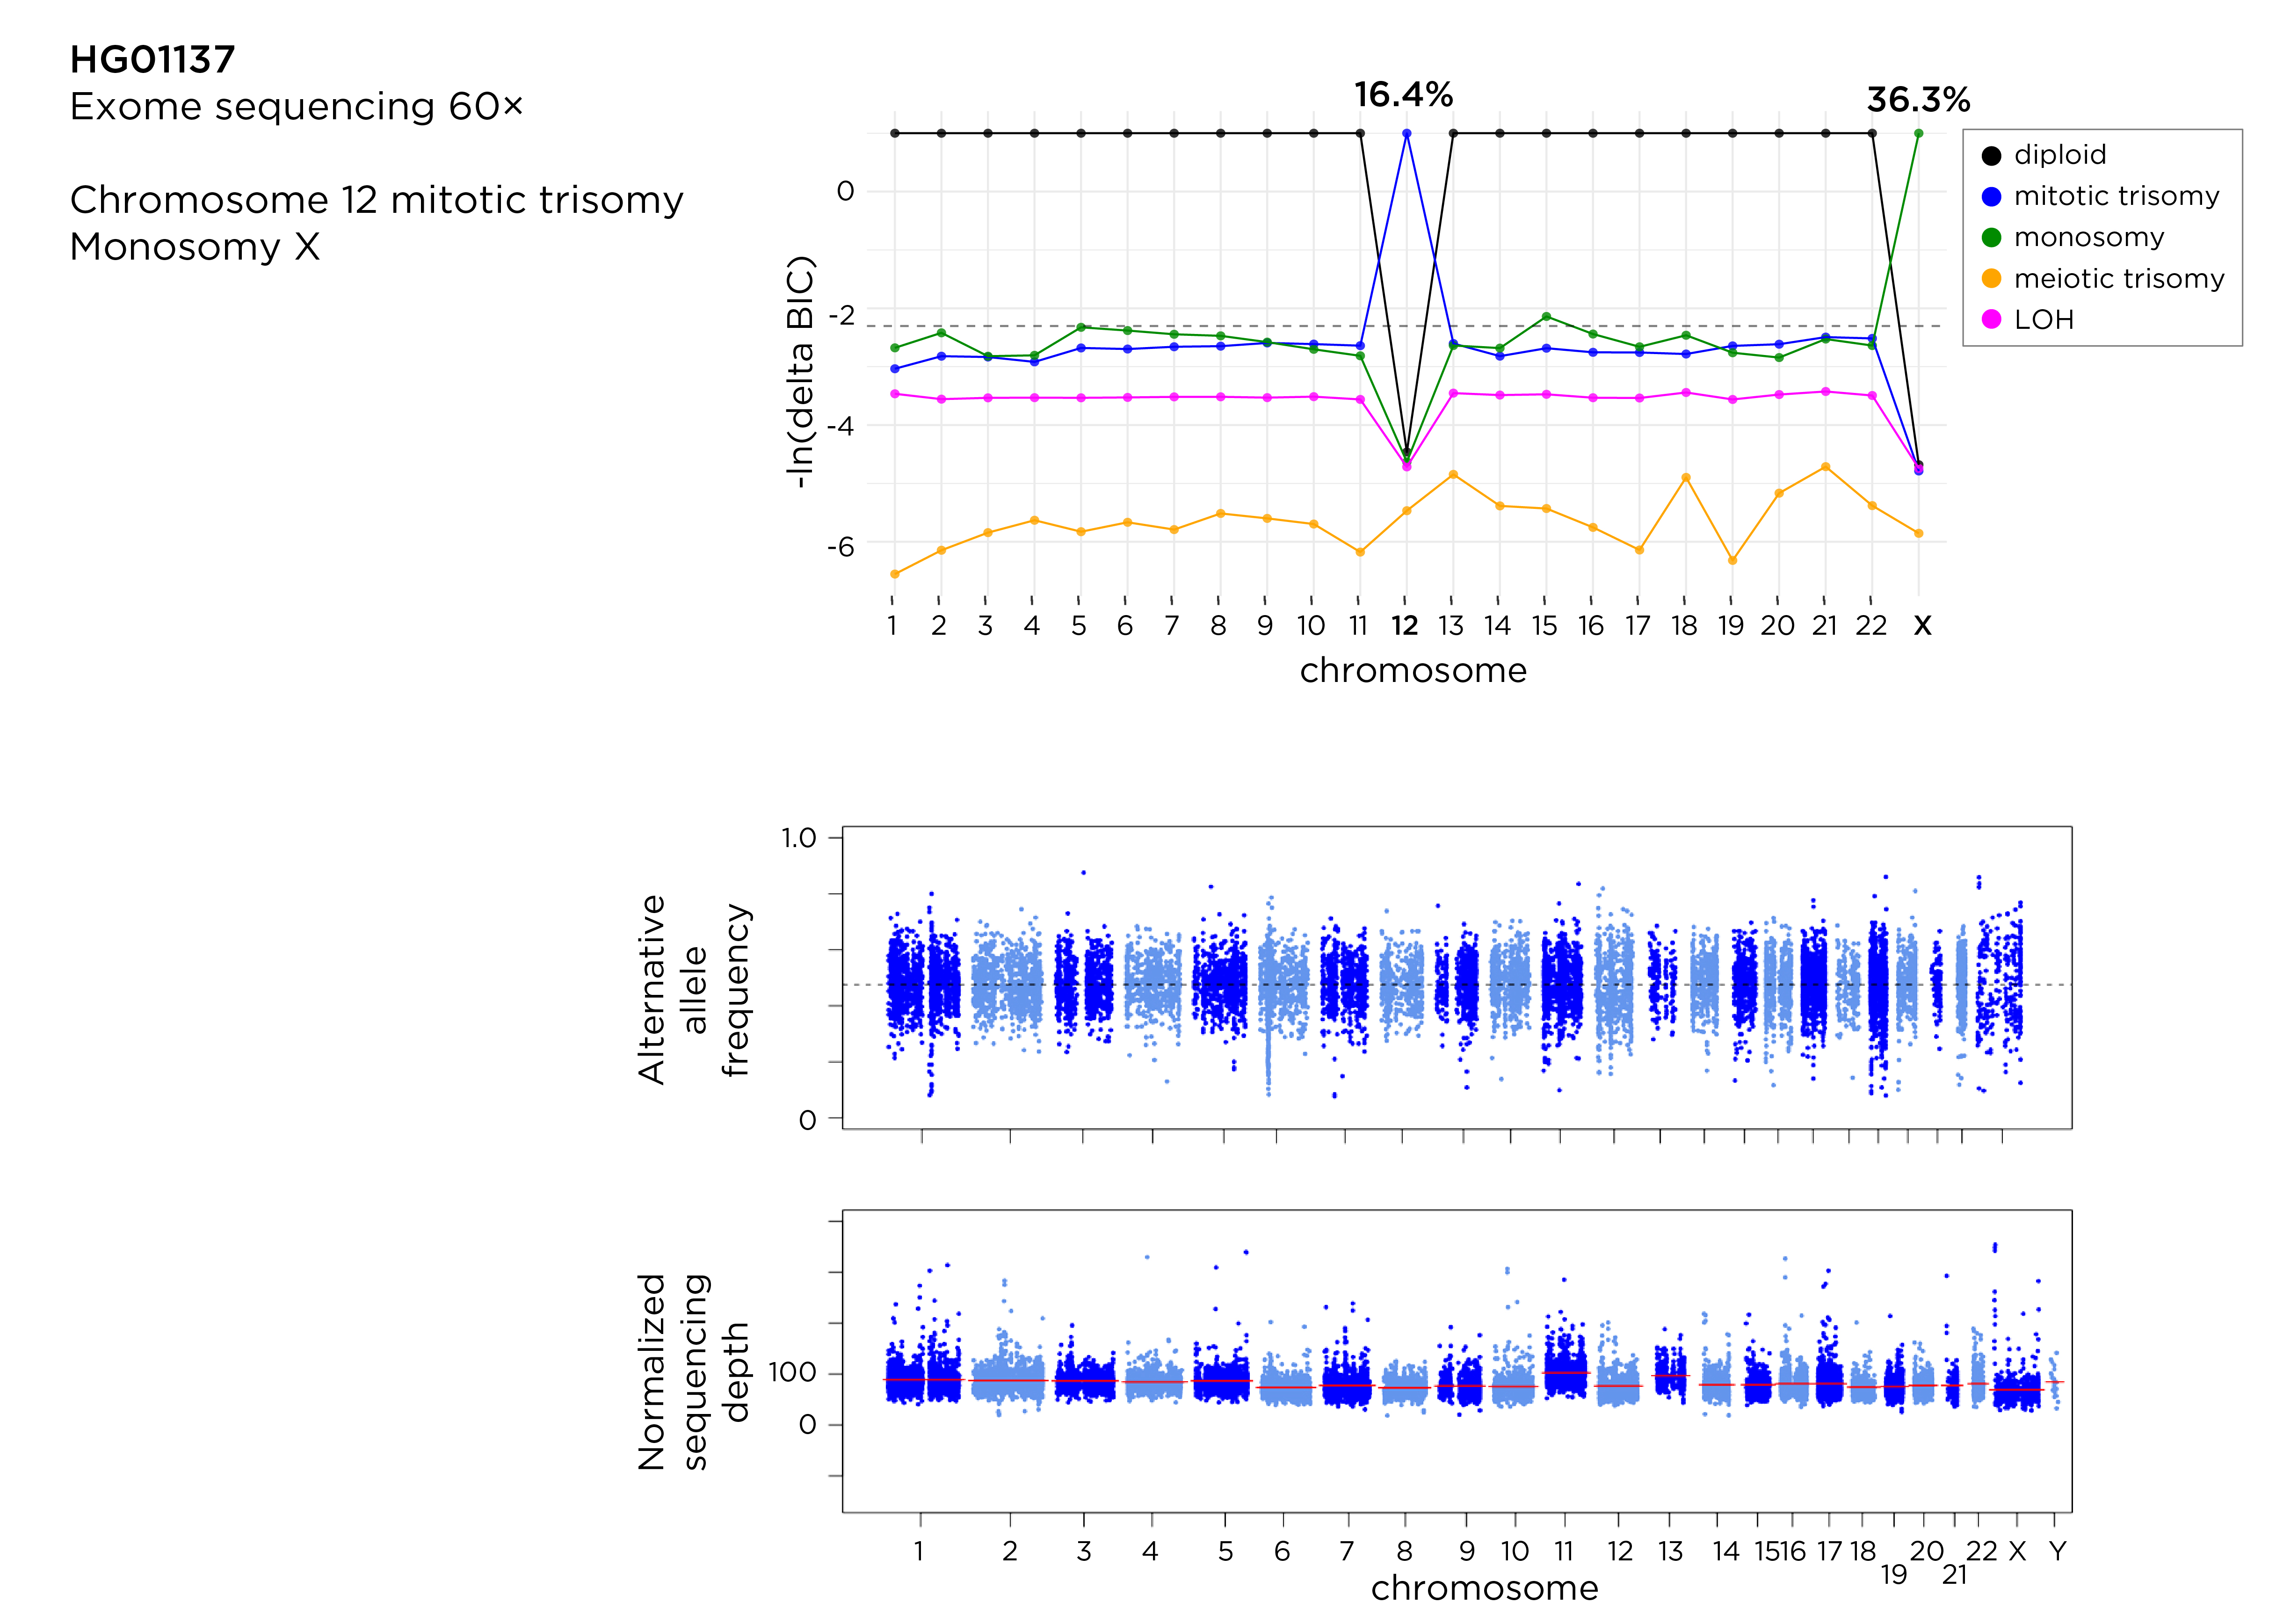 HG01137
Exome sequencing 60×
Chromosome 12 mitotic trisomy
Monosomy X
16.4%
36.3%
diploid
mitotic trisomy
monosomy
meiotic trisomy
LOH
-ln(delta BIC)
0
-2
-4
-6
1 2 3 4 5 6 7 8 9 10 11 12 13 14 15 16 17 18 19 20 21 22 X
chromosome
Alternative
allele
frequency
1.0
0
Normalized
sequencing
depth
100
0
1 2 3 4 5 6 7 8 9 10 11 12 13 14 15 16 17 18 20 22 X Y
19 21
chromosome